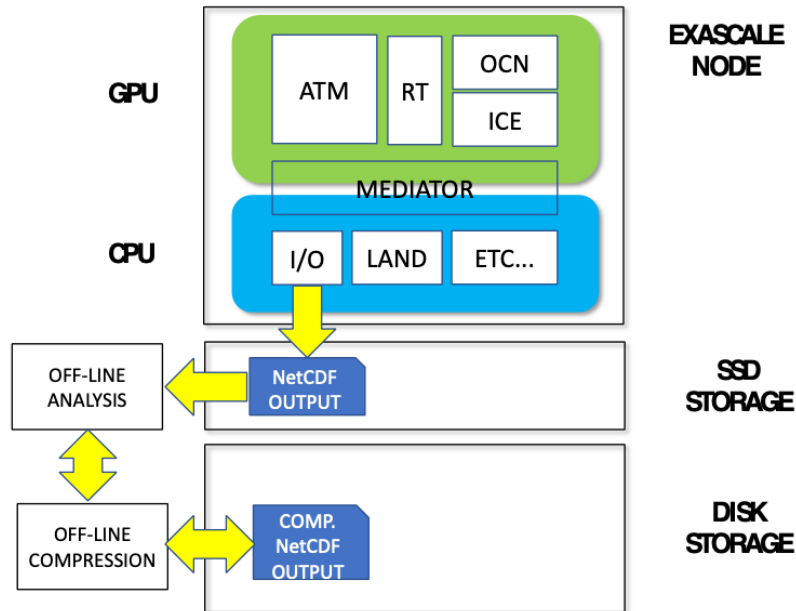 EXASCALE
NODE
GPU
ATM
RT
OCN
ICE
MEDIATOR
CPU
I/O
LAND
ETC...
OFF-LINE
ANALYSIS
NetCDF
OUTPUT
SSD
STORAGE
OFF-LINE
COMPRESSION
COMP.
NetCDF
OUTPUT
DISK
STORAGE